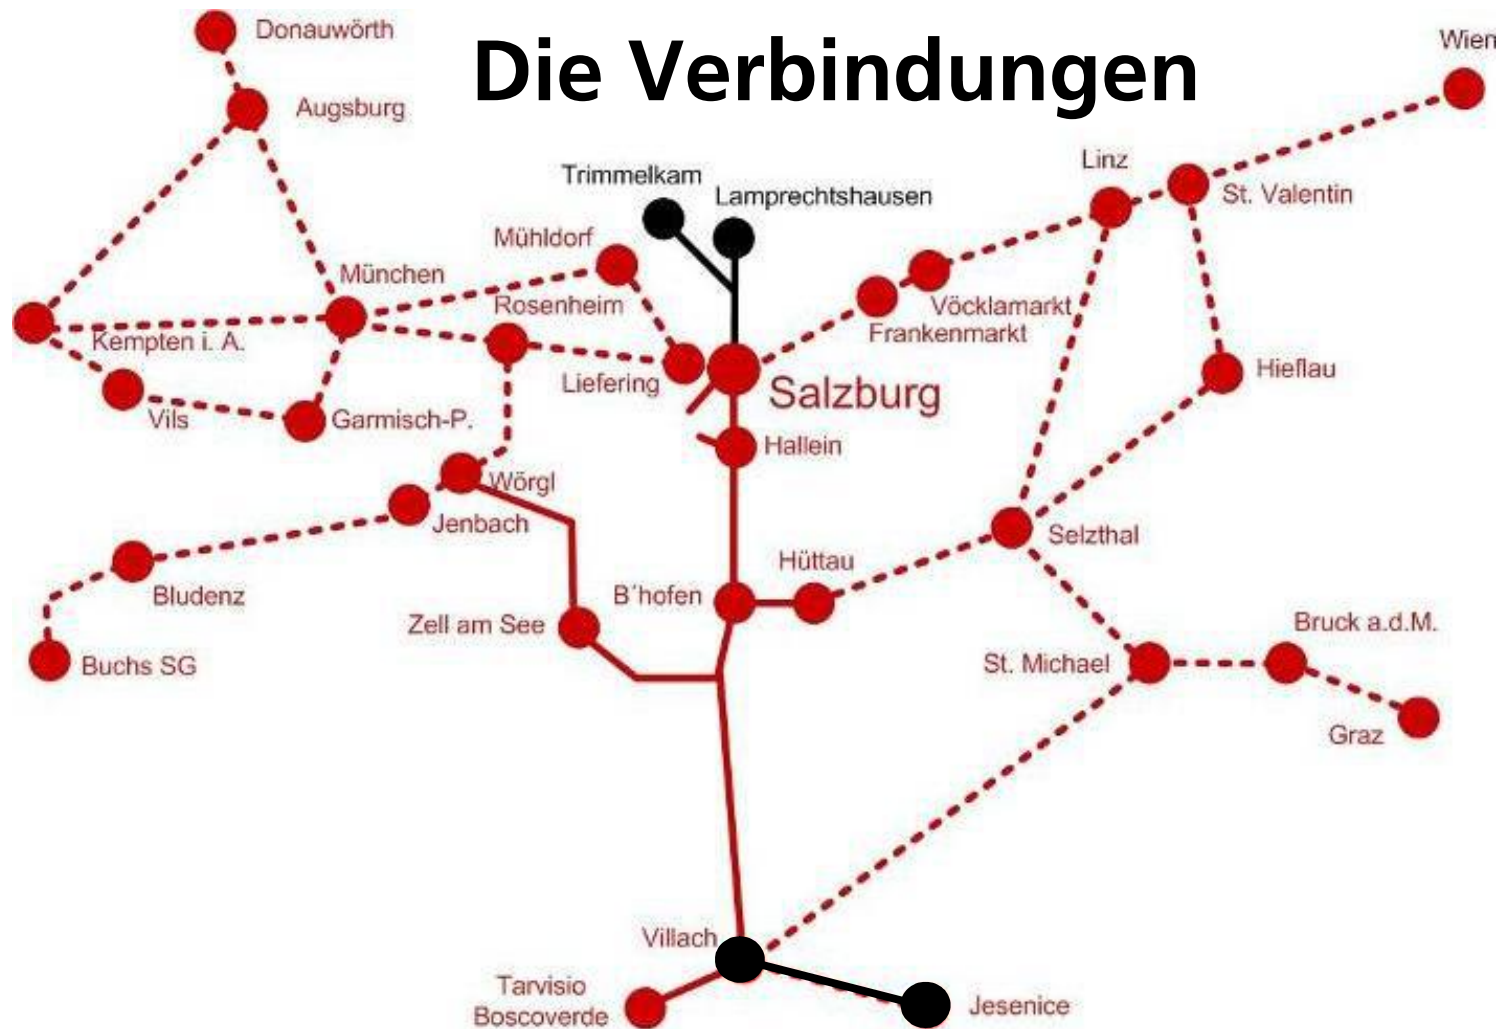 Donauwörth
Die Verbindungen
Wien
Augsburg
Linz
Trimmelkam
Lamprechtshausen
St. Valentin
Mühldorf
München
Rosenheim
Vöcklamarkt
Frankenmarkt
Kempten i. A.
Hieflau
Liefering
Salzburg
Vils
Garmisch-P.
Hallein
Wörgl
Jenbach
Selzthal
Hüttau
B´hofen
Bludenz
Zell am See
Bruck a.d.M.
Buchs SG
St. Michael
Graz
Villach
Tarvisio
Boscoverde
Jesenice